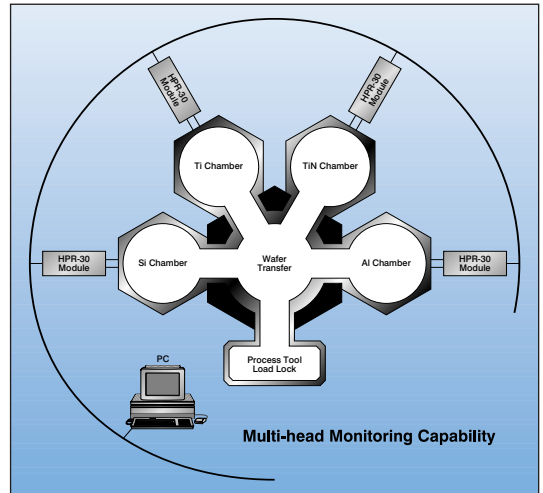 HPR-30
Module
HPR-30
Module
Ti Chamber
TiN Chamber
HPR-30
Module
Si Chamber
Wafer
Transfer
Al Chamber
HPR-30
Module
Process Tool
Load Lock
PC
Multi-head Monitoring Capability